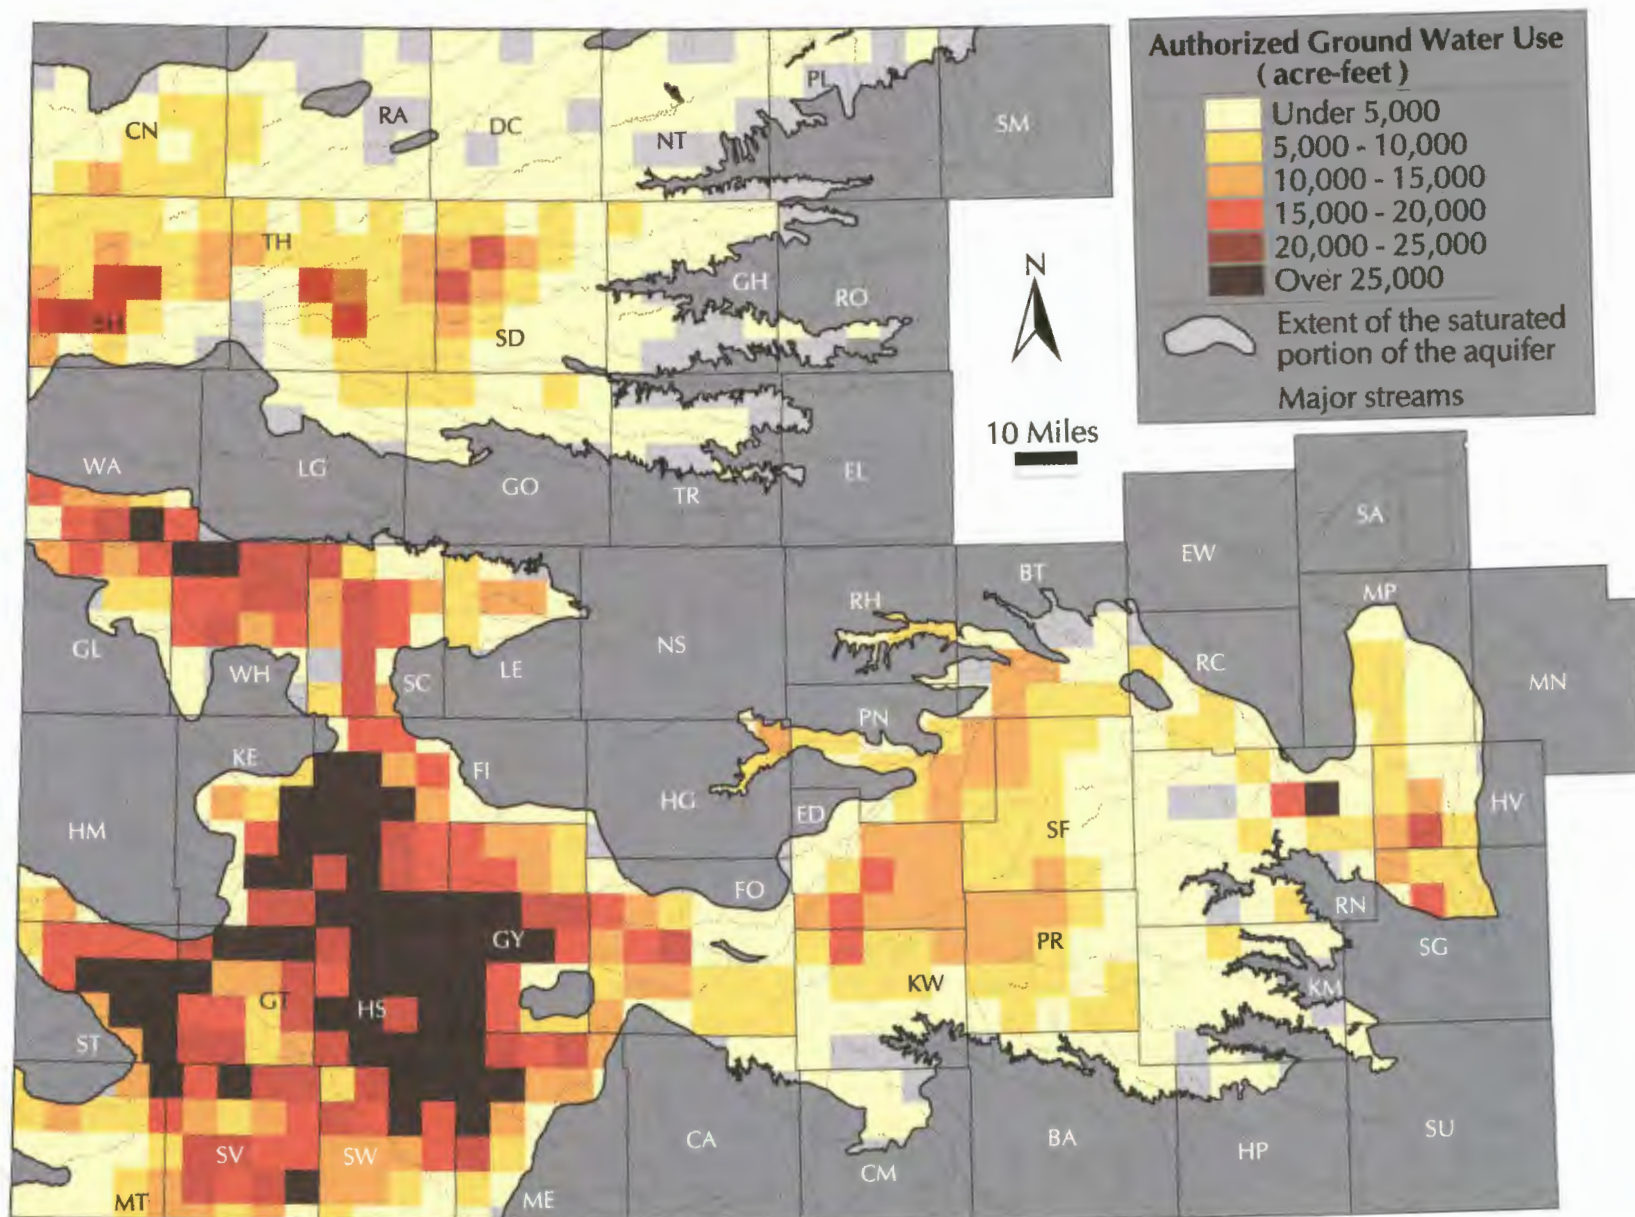 Authorized Ground Water Use
( acre-feet )
Under 5,000
5,000 - 10,000
10,000 - 15,000
15,000 - 20,000
20,000 - 25,000
Over 25,000
Extent of the saturated
portion of the aquifer
Major streams
N
10 Miles
CN
RA
DC
NT
PL
SM
TH
SH
SD
GH
RO
WA
LG
GO
TR
EL
GL
WH
SC
LE
NS
RH
BT
EW
SA
MP
RC
MN
PN
KE
FI
HG
ED
HM
SF
HV
FO
RN
GY
KW
PR
SG
GT
HS
KM
ST
SV
SW
CA
BA
HP
SU
MT
ME
CM